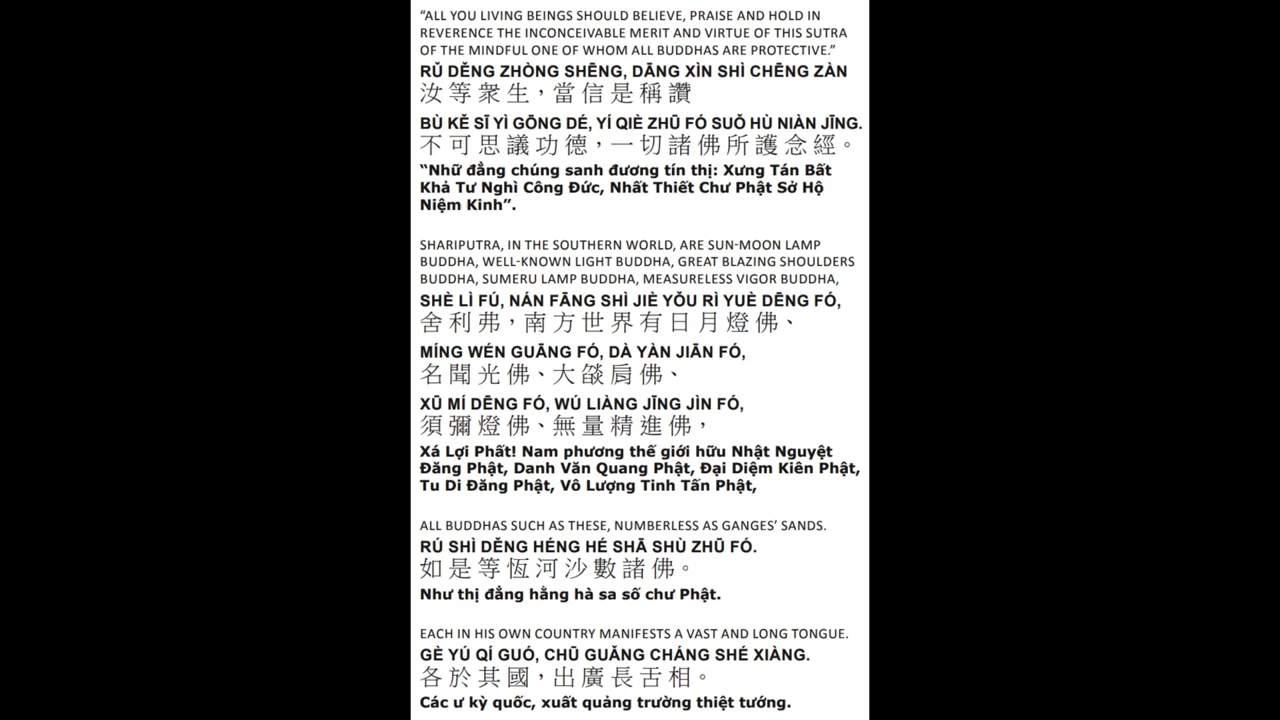 “ALL YOU LIVING BEINGS SHOULD BELIEVE, PRAISE AND HOLD IN
REVERENCE THE INCONCEIVABLE MERIT AND VIRTUE OF THIS SUTRA
OF THE MINDFUL ONE OF WHOM ALL BUDDHAS ARE PROTECTIVE.”
RǓ DĚNG ZHÒNG SHĒNG, DĀNG XÌN SHÌ CHĒNG ZÀN
汝等衆生，當信是稱讚
BÙ KĚ SĪ YÌ GŌNG DÉ, YÍ QIÈ ZHŪ FÓ SUǑ HÙ NIÀN JĪNG.
不可思議功德，一切諸佛所護念經。
“Nhữ đẳng chúng sanh đương tín thị: Xưng Tán Bất
Khả Tư Nghì Công Đức, Nhất Thiết Chư Phật Sở Hộ
Niệm Kinh”.
SHARIPUTRA, IN THE SOUTHERN WORLD, ARE SUN-MOON LAMP
BUDDHA, WELL-KNOWN LIGHT BUDDHA, GREAT BLAZING SHOULDERS
BUDDHA, SUMERU LAMP BUDDHA, MEASURELESS VIGOR BUDDHA,
SHÈ LÌ FÚ, NÁN FĀNG SHÌ JIÈ YǑU RÌ YUÈ DĒNG FÓ,
舍利弗，南方世界有日月燈佛、
MÍNG WÉN GUĀNG FÓ, DÀ YÀN JIĀN FÓ,
名聞光佛、大燄肩佛、
XŪ MÍ DĒNG FÓ, WÚ LIÀNG JĪNG JÌN FÓ,
須彌燈佛、無量精進佛，
Xá Lợi Phất! Nam phương thế giới hữu Nhật Nguyệt
Đăng Phật, Danh Văn Quang Phật, Đại Diệm Kiên Phật,
Tu Di Đăng Phật, Vô Lượng Tinh Tấn Phật,
ALL BUDDHAS SUCH AS THESE, NUMBERLESS AS GANGES’ SANDS.
RÚ SHÌ DĚNG HÉNG HÉ SHĀ SHÙ ZHŪ FÓ.
如是等恆河沙數諸佛。
Như thị đẳng hằng hà sa số chư Phật.
EACH IN HIS OWN COUNTRY MANIFESTS A VAST AND LONG TONGUE.
GÈ YÚ QÍ GUÓ, CHŪ GUǍNG CHÁNG SHÉ XIÀNG.
各於其國，出廣長舌相。
Các ư kỳ quốc, xuất quảng trường thiệt tướng.